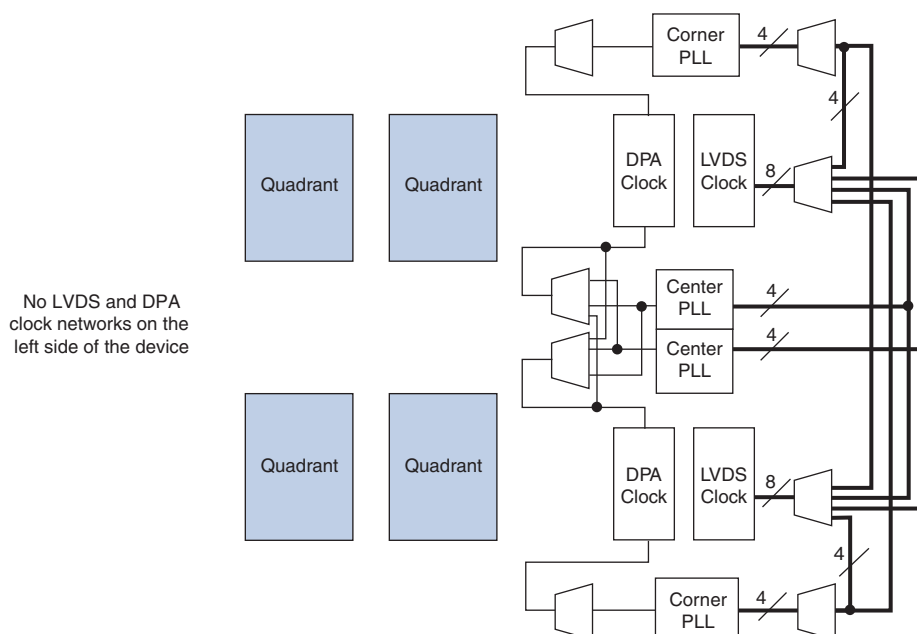 Corner
PLL
4
4
Quadrant
Quadrant
DPA
Clock
LVDS
Clock
8
No LVDS and DPA
clock networks on the
left side of the device
Center
PLL
4
Center
PLL
4
Quadrant
Quadrant
DPA
Clock
LVDS
Clock
8
4
Corner
PLL
4